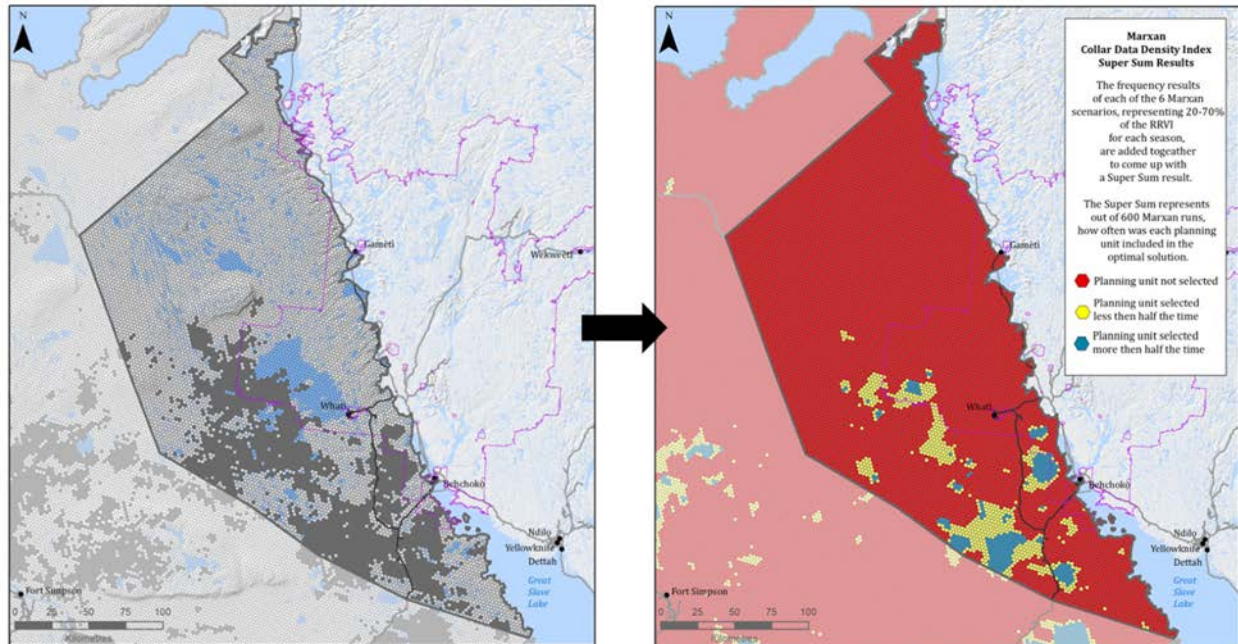 N
Gamètì
Wekweètì
Whatì
Behchoko
Ndilo
Yellowknife
Dettah
Great
Slave
Lake
Fort Simpson
0 25 50 75 100
Kilometres
N
Marxan
Collar Data Density Index
Super Sum Results
The frequency results
of each of the 6 Marxan
scenarios, representing 20-70%
of the RRVI
for each season,
are added togeather
to come up with
a Super Sum result.
The Super Sum represents
out of 600 Marxan runs,
how often was each planning
unit included in the
optimal solution.
Planning unit not selected
Planning unit selected
less then half the time
Planning unit selected
more then half the time
Gamètì
Whatì
Behchoko
Ndilo
Yellowknife
Dettah
Great
Slave
Lake
Fort Simpson
0 25 50 75 100
Kilometres